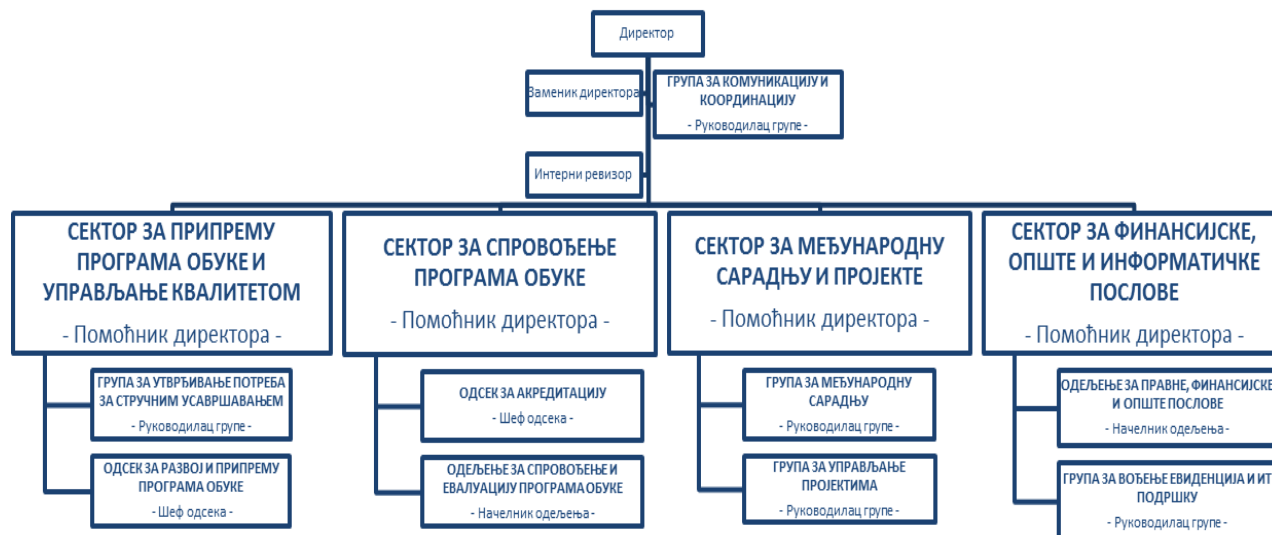 Директор
Заменик директора
ГРУПА ЗА КОМУНИКАЦИЈУ И
КООРДИНАЦИЈУ
- Руководилац групе -
Интерни ревизор
СЕКТОР ЗА ПРИПРЕМУ
ПРОГРАМА ОБУКЕ И
УПРАВЉАЊЕ КВАЛИТЕТОМ
- Помоћник директора -
ГРУПА ЗА УТВРЂИВАЊЕ ПОТРЕБА
ЗА СТРУЧНИМ УСАВРШАВАЊЕМ
- Руководилац групе -
ОДСЕК ЗА РАЗВОЈ И ПРИПРЕМУ
ПРОГРАМА ОБУКЕ
- Шеф одсека -
СЕКТОР ЗА СПРОВОЂЕЊЕ
ПРОГРАМА ОБУКЕ
- Помоћник директора -
ОДСЕК ЗА АКРЕДИТАЦИЈУ
- Шеф одсека -
ОДЕЉЕЊЕ ЗА СПРОВОЂЕЊЕ И
ЕВАЛУАЦИЈУ ПРОГРАМА ОБУКЕ
- Начелник одељења -
СЕКТОР ЗА МЕЂУНАРОДНУ
САРАДЊУ И ПРОЈЕКТЕ
- Помоћник директора -
ГРУПА ЗА МЕЂУНАРОДНУ
САРАДЊУ
- Руководилац групе -
ГРУПА ЗА УПРАВЉАЊЕ
ПРОЈЕКТИМА
- Руководилац групе -
СЕКТОР ЗА ФИНАНСИЈСКЕ,
ОПШТЕ И ИНФОРМАТИЧКЕ
ПОСЛОВЕ
- Помоћник директора -
ОДЕЉЕЊЕ ЗА ПРАВНЕ, ФИНАНСИЈСКЕ
И ОПШТЕ ПОСЛОВЕ
- Начелник одељења -
ГРУПА ЗА ВОЂЕЊЕ ЕВИДЕНЦИЈА И ИТ
ПОДРШКУ
- Руководилац групе -